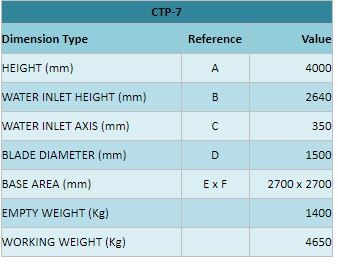 CTP-7
Dimension Type Reference Value
HEIGHT (mm) A 4000
WATER INLET HEIGHT (mm) B 2640
WATER INLET AXIS (mm) C 350
BLADE DIAMETER (mm) D 1500
BASE AREA (mm) E x F 2700 x 2700
EMPTY WEIGHT (Kg) 1400
WORKING WEIGHT (Kg) 4650